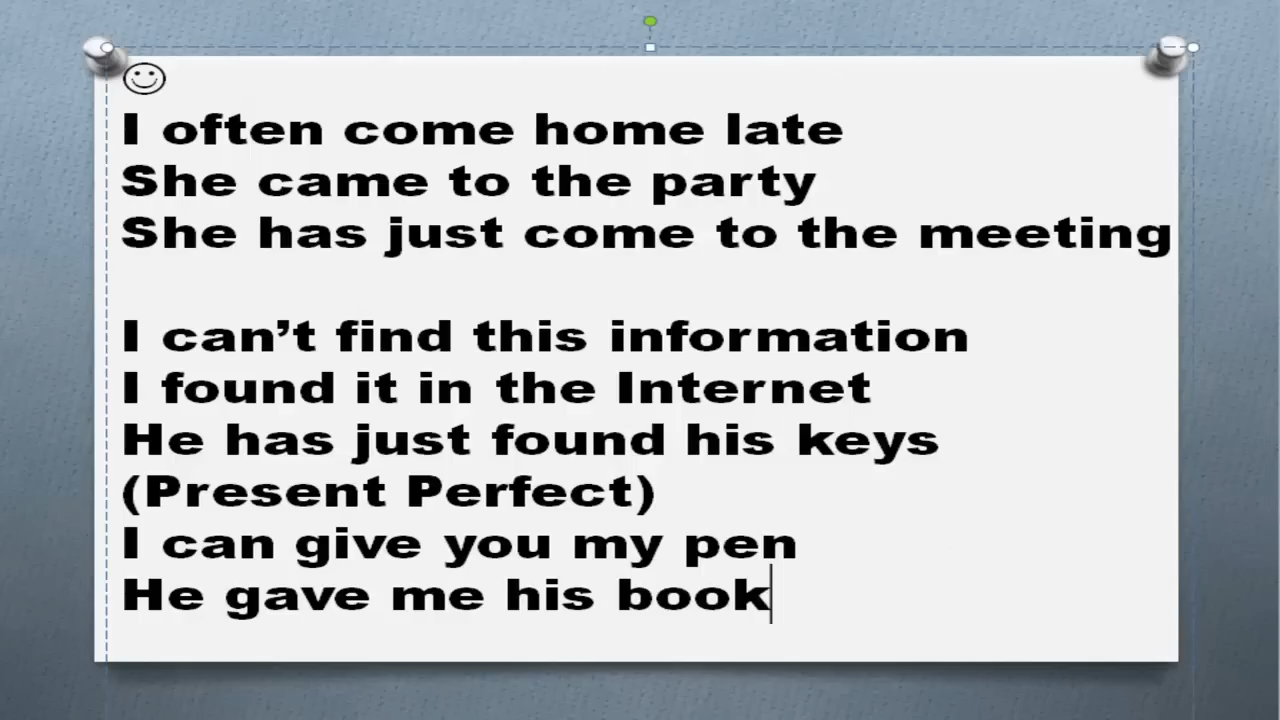 I often come home late
She came to the party
She has just come to the meeting
I can’t find this information
I found it in the Internet
He has just found his keys
(Present Perfect)
I can give you my pen
He gave me his book